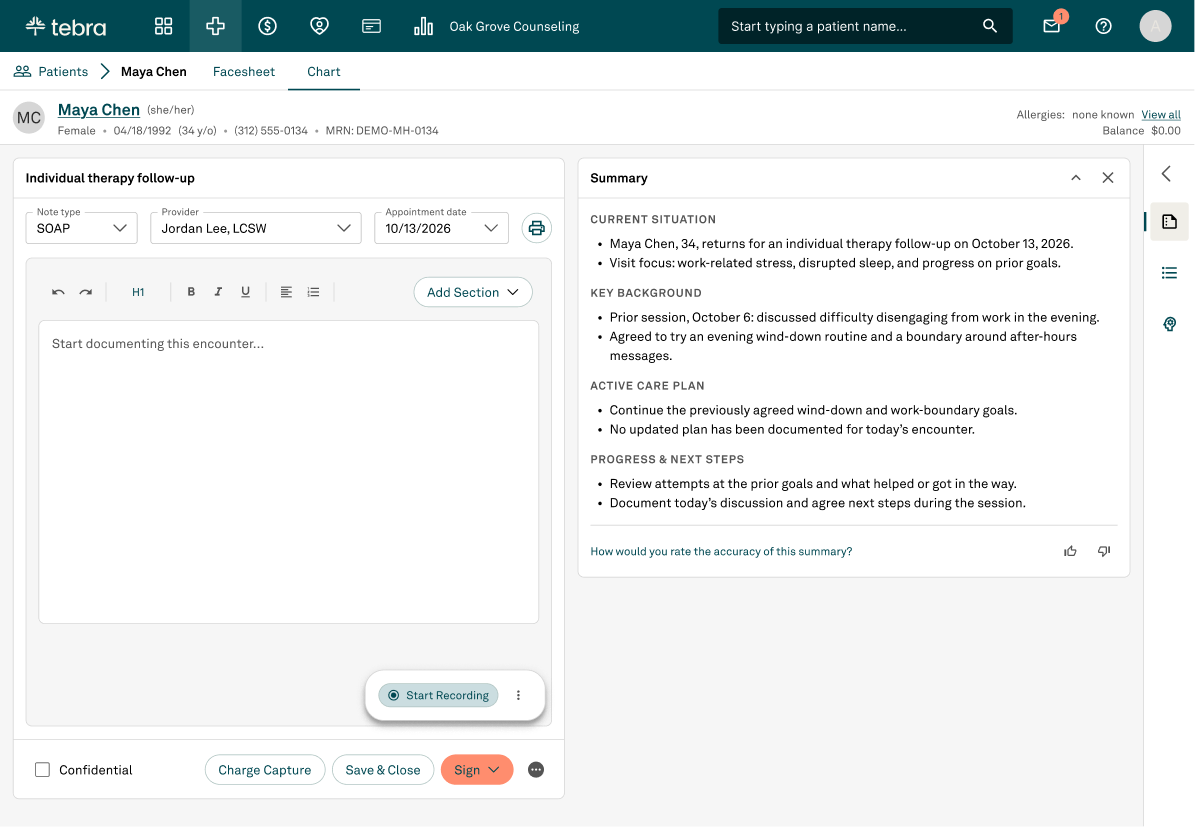 tebra
Oak Grove Counseling
Start typing a patient name...
1
A
Patients
Maya Chen
Facesheet
Chart
MC
Maya Chen (she/her)
Female • 04/18/1992 (34 y/o) • (312) 555-0134 • MRN: DEMO-MH-0134
Allergies: none known View all
Balance $0.00
Individual therapy follow-up
Note type
SOAP
Provider
Jordan Lee, LCSW
Appointment date
10/13/2026
H1
B
I
U
Add Section
Start documenting this encounter...
Start Recording
Confidential
Charge Capture
Save & Close
Sign
Summary
CURRENT SITUATION
• Maya Chen, 34, returns for an individual therapy follow-up on October 13, 2026.
• Visit focus: work-related stress, disrupted sleep, and progress on prior goals.
KEY BACKGROUND
• Prior session, October 6: discussed difficulty disengaging from work in the evening.
• Agreed to try an evening wind-down routine and a boundary around after-hours
messages.
ACTIVE CARE PLAN
• Continue the previously agreed wind-down and work-boundary goals.
• No updated plan has been documented for today's encounter.
PROGRESS & NEXT STEPS
• Review attempts at the prior goals and what helped or got in the way.
• Document today's discussion and agree next steps during the session.
How would you rate the accuracy of this summary?